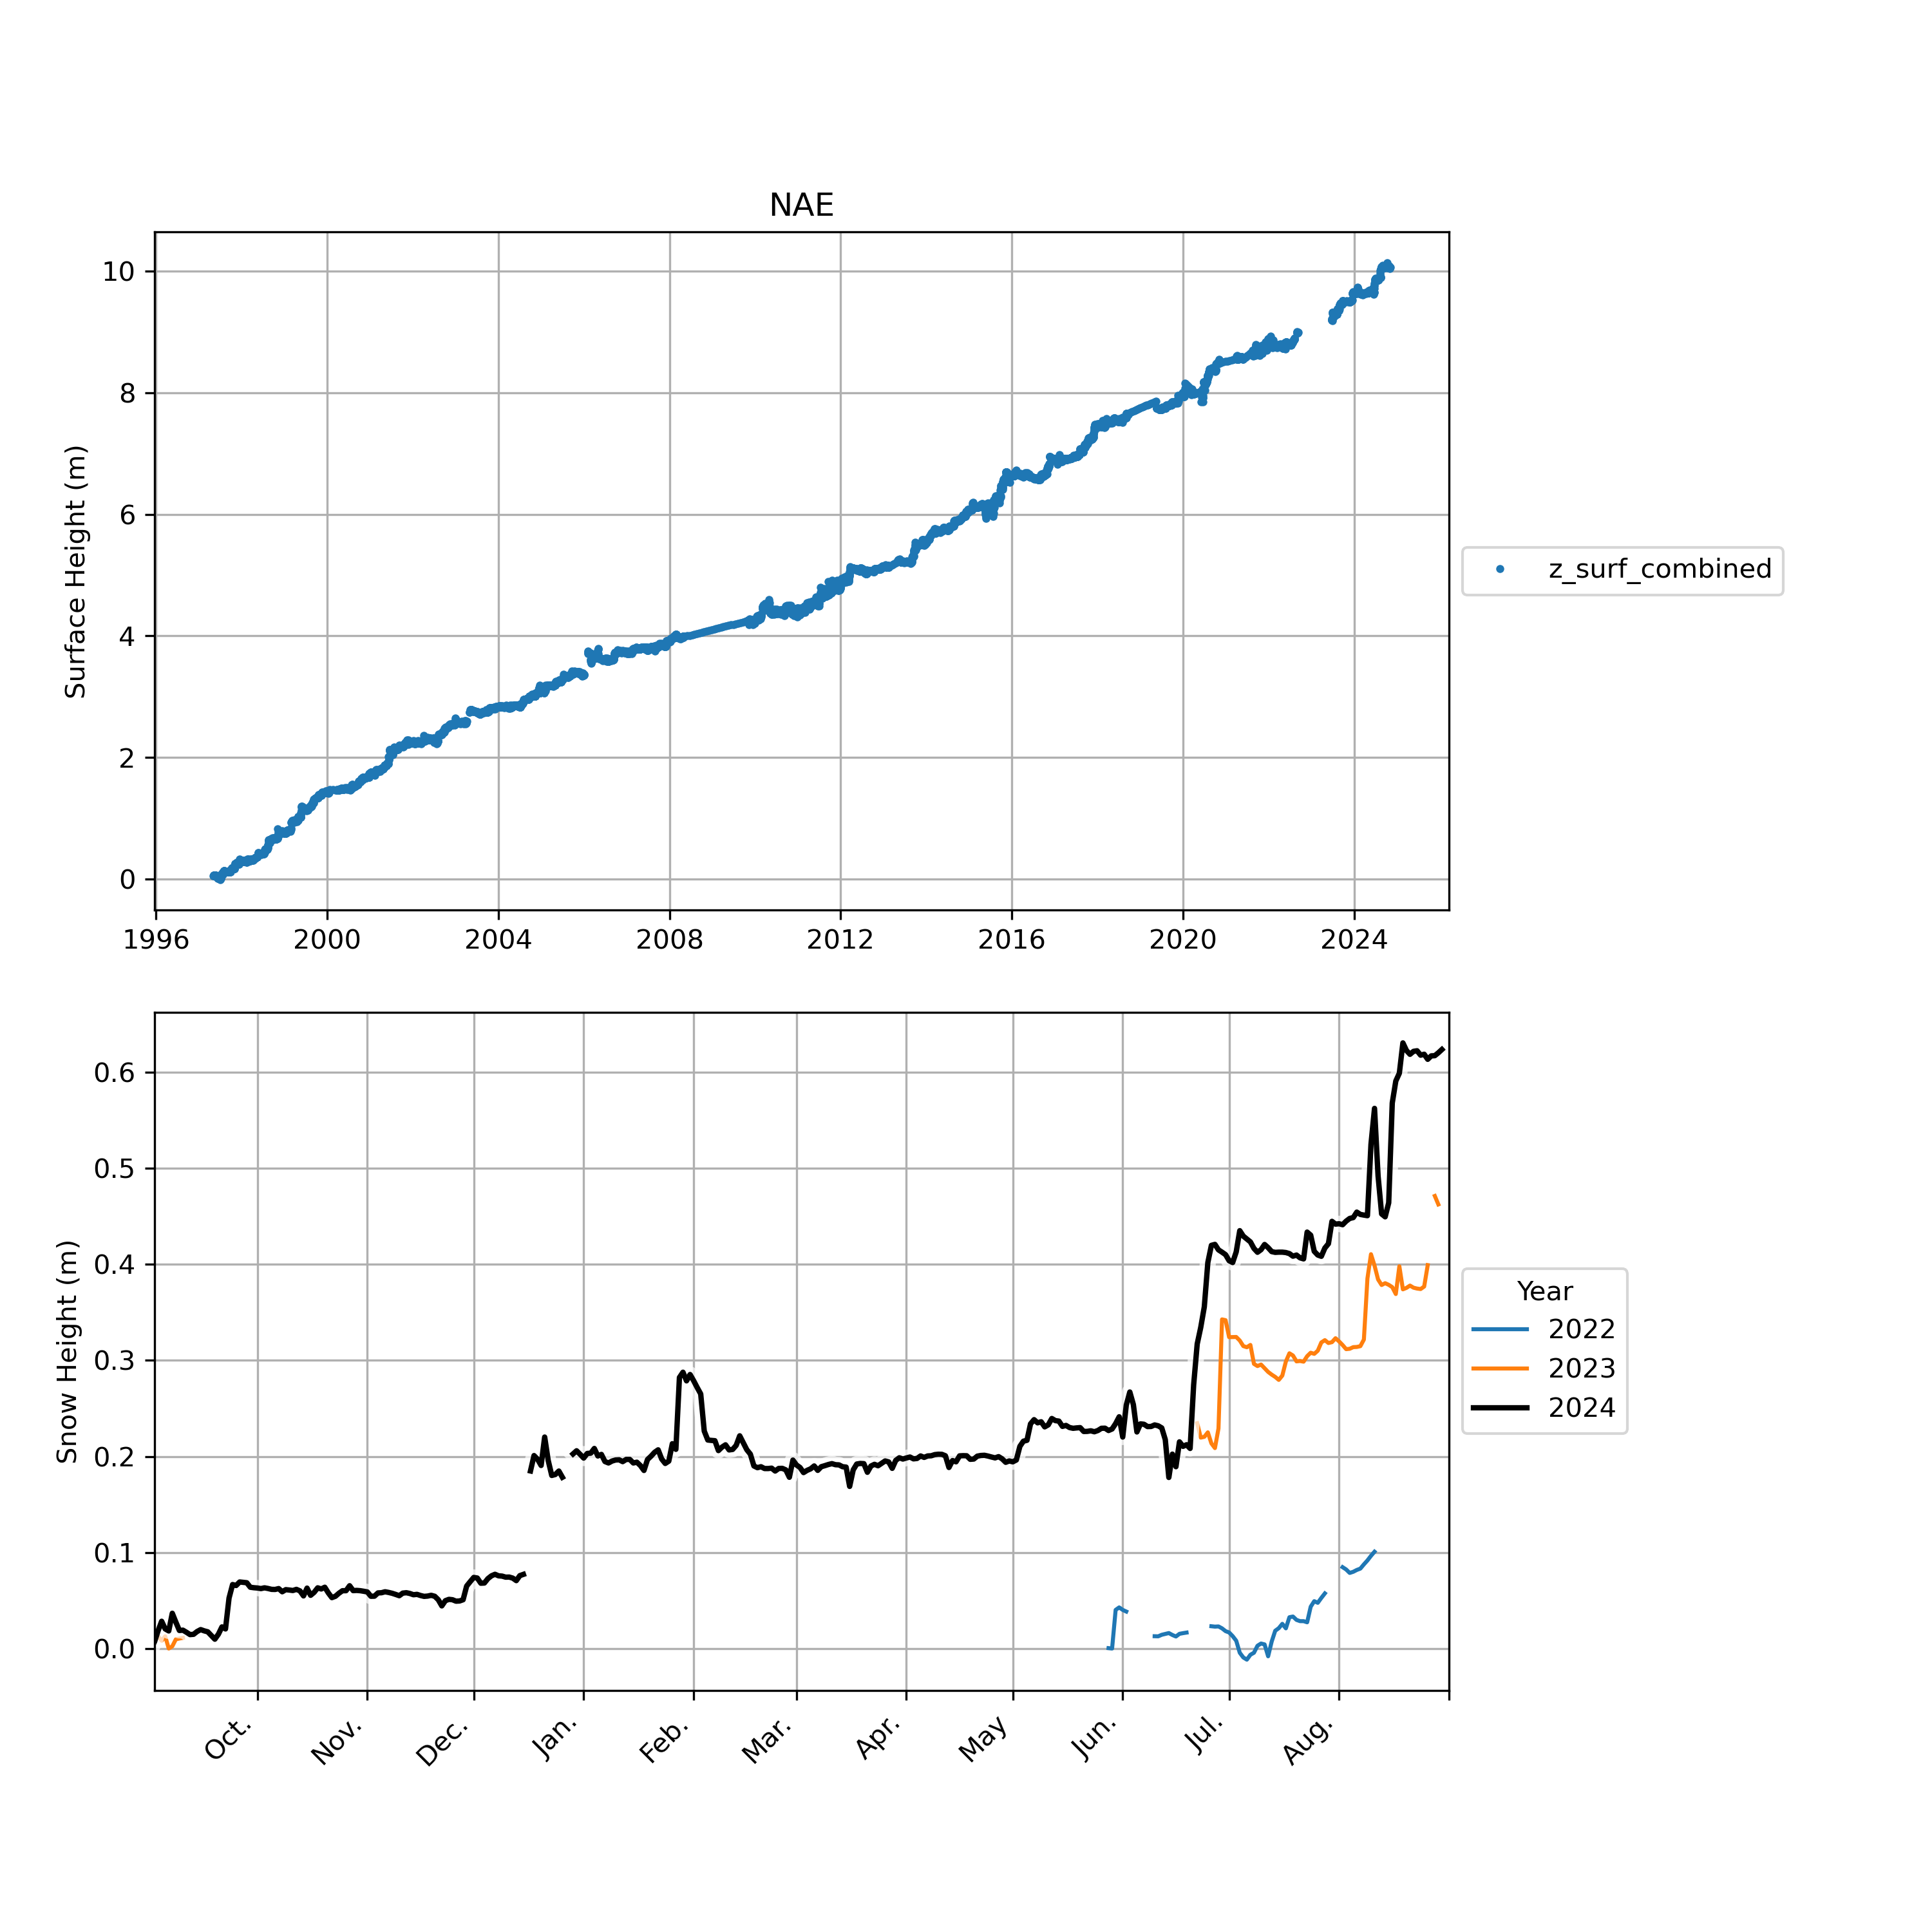 NAE
Surface Height (m)
10
8
6
4
2
0
1996 2000 2004 2008 2012 2016 2020 2024
z_surf_combined
Snow Height (m)
0.6
0.5
0.4
0.3
0.2
0.1
0.0
Oct. Nov. Dec. Jan. Feb. Mar. Apr. May Jun. Jul. Aug.
Year
2022
2023
2024